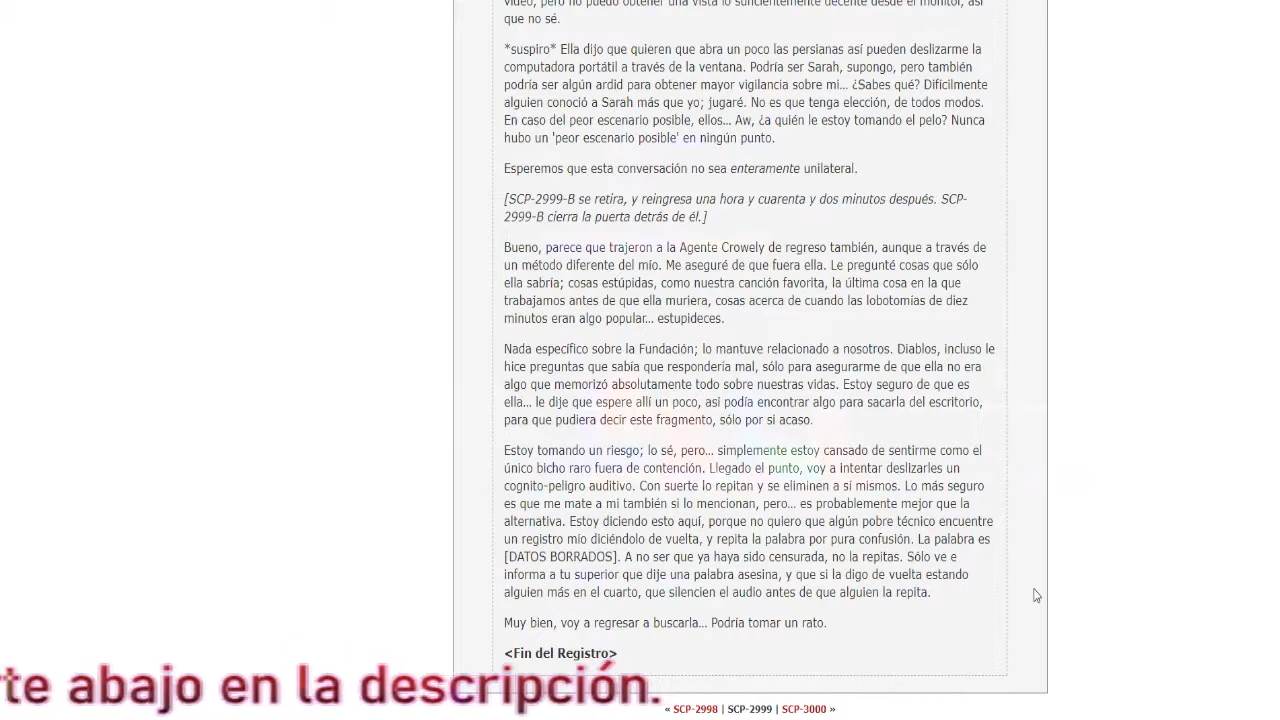 video, pero no puedo obtener una vista lo suficientemente decente desde el monitor, así
que no sé.
*suspiro* Ella dijo que quieren que abra un poco las persianas así pueden deslizarme la
computadora portátil a través de la ventana. Podría ser Sarah, supongo, pero también
podría ser algún ardid para obtener mayor vigilancia sobre mi... ¿Sabes qué? Difícilmente
alguien conoció a Sarah más que yo; jugaré. No es que tenga elección, de todos modos.
En caso del peor escenario posible, ellos... Aw, ¿a quién le estoy tomando el pelo? Nunca
hubo un 'peor escenario posible' en ningún punto.
Esperemos que esta conversación no sea enteramente unilateral.
[SCP-2999-B se retira, y reingresa una hora y cuarenta y dos minutos después. SCP-
2999-B cierra la puerta detrás de él.]
Bueno, parece que trajeron a la Agente Crowely de regreso también, aunque a través de
un método diferente del mío. Me aseguré de que fuera ella. Le pregunté cosas que sólo
ella sabría; cosas estúpidas, como nuestra canción favorita, la última cosa en la que
trabajamos antes de que ella muriera, cosas acerca de cuando las lobotomías de diez
minutos eran algo popular... estupideces.
Nada específico sobre la Fundación; lo mantuve relacionado a nosotros. Diablos, incluso le
hice preguntas que sabía que respondería mal, sólo para asegurarme de que ella no era
algo que memorizó absolutamente todo sobre nuestras vidas. Estoy seguro de que es
ella... le dije que espere allí un poco, así podía encontrar algo para sacarla del escritorio,
para que pudiera decir este fragmento, sólo por si acaso.
Estoy tomando un riesgo; lo sé, pero... simplemente estoy cansado de sentirme como el
único bicho raro fuera de contención. Llegado el punto, voy a intentar deslizarles un
cognito-peligro auditivo. Con suerte lo repitan y se eliminen a sí mismos. Lo más seguro
es que me mate a mi también si lo mencionan, pero... es probablemente mejor que la
alternativa. Estoy diciendo esto aquí, porque no quiero que algún pobre técnico encuentre
un registro mío diciéndolo de vuelta, y repita la palabra por pura confusión. La palabra es
[DATOS BORRADOS]. A no ser que ya haya sido censurada, no la repitas. Sólo ve e
informa a tu superior que dije una palabra asesina, y que si la digo de vuelta estando
alguien más en el cuarto, que silencien el audio antes de que alguien la repita.
Muy bien, voy a regresar a buscarla... Podría tomar un rato.
<Fin del Registro>
rte abajo en la descripción.
« SCP-2998 | SCP-2999 | SCP-3000 »